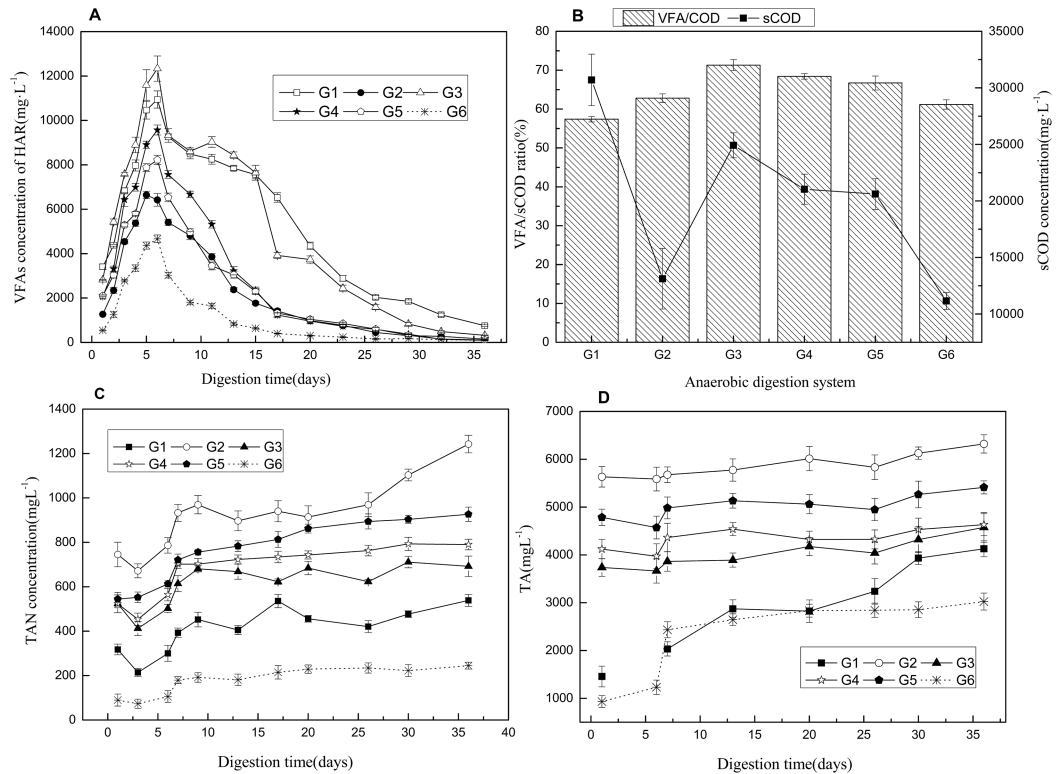 A
VFAs concentration of HAR(mg·L⁻¹)
14000
12000
10000
8000
6000
4000
2000
0
G1 G2 G3
G4 G5 G6
0 5 10 15 20 25 30 35
Digestion time(days)
B
VFA/COD sCOD
VFA/sCOD ratio(%)
80
70
60
50
40
30
20
10
0
35000
30000
25000
20000
15000
10000
sCOD concentration(mg·L⁻¹)
G1 G2 G3 G4 G5 G6
Anaerobic digestion system
C
TAN concentration(mgL⁻¹)
1400
1200
1000
800
600
400
200
0
G1 G2 G3
G4 G5 G6
0 5 10 15 20 25 30 35 40
Digestion time(days)
D
TA(mgL⁻¹)
7000
6000
5000
4000
3000
2000
1000
G1 G2 G3
G4 G5 G6
0 5 10 15 20 25 30 35
Digestion time(days)